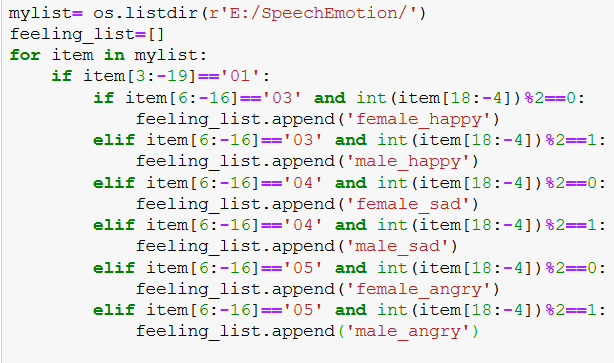 mylist= os.listdir(r'E:/SpeechEmotion/')
feeling_list=[]
for item in mylist:
    if item[3:-19]=='01':
        if item[6:-16]=='03' and int(item[18:-4])%2==0:
            feeling_list.append('female_happy')
        elif item[6:-16]=='03' and int(item[18:-4])%2==1:
            feeling_list.append('male_happy')
        elif item[6:-16]=='04' and int(item[18:-4])%2==0:
            feeling_list.append('female_sad')
        elif item[6:-16]=='04' and int(item[18:-4])%2==1:
            feeling_list.append('male_sad')
        elif item[6:-16]=='05' and int(item[18:-4])%2==0:
            feeling_list.append('female_angry')
        elif item[6:-16]=='05' and int(item[18:-4])%2==1:
            feeling_list.append('male_angry')